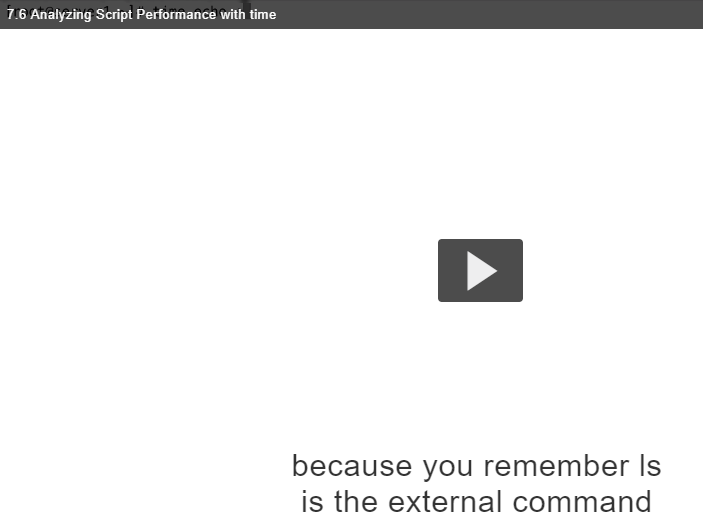 7.6 Analyzing Script Performance with time
because you remember ls
is the external command